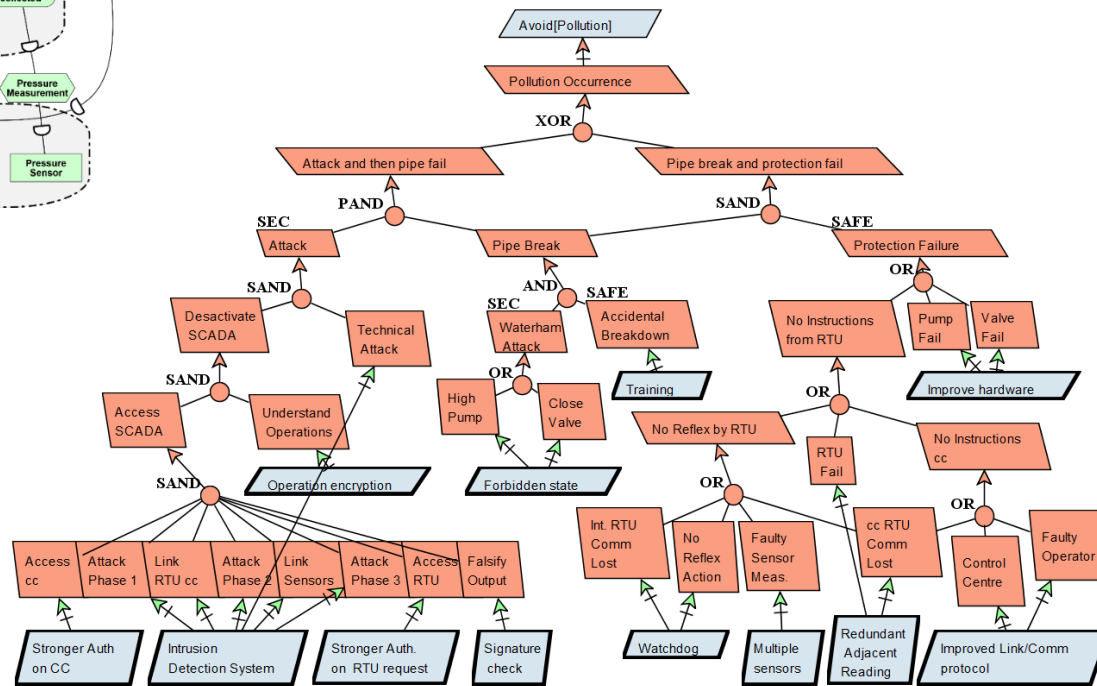 Pressure
Measurement
Pressure
Sensor
Avoid[Pollution]
Pollution Occurrence
XOR
Attack and then pipe fail
Pipe break and protection fail
PAND
SAND
SEC
Attack
Pipe Break
SAFE
Protection Failure
SAND
AND
OR
Desactivate
SCADA
Technical
Attack
SEC
Waterham
Attack
SAFE
Accidental
Breakdown
No Instructions
from RTU
Pump
Fail
Valve
Fail
SAND
OR
Training
OR
Improve hardware
Access
SCADA
Understand
Operations
High
Pump
Close
Valve
No Reflex by RTU
RTU
Fail
No Instructions
cc
SAND
Operation encryption
Forbidden state
OR
OR
Access
cc
Attack
Phase 1
Link
RTU cc
Attack
Phase 2
Link
Sensors
Attack
Phase 3
Access
RTU
Falsify
Output
Int. RTU
Comm
Lost
No
Reflex
Action
Faulty
Sensor
Meas.
cc RTU
Comm
Lost
Control
Centre
Faulty
Operator
Stronger Auth
on CC
Intrusion
Detection System
Stronger Auth.
on RTU request
Signature
check
Watchdog
Multiple
sensors
Redundant
Adjacent
Reading
Improved Link/Comm
protocol